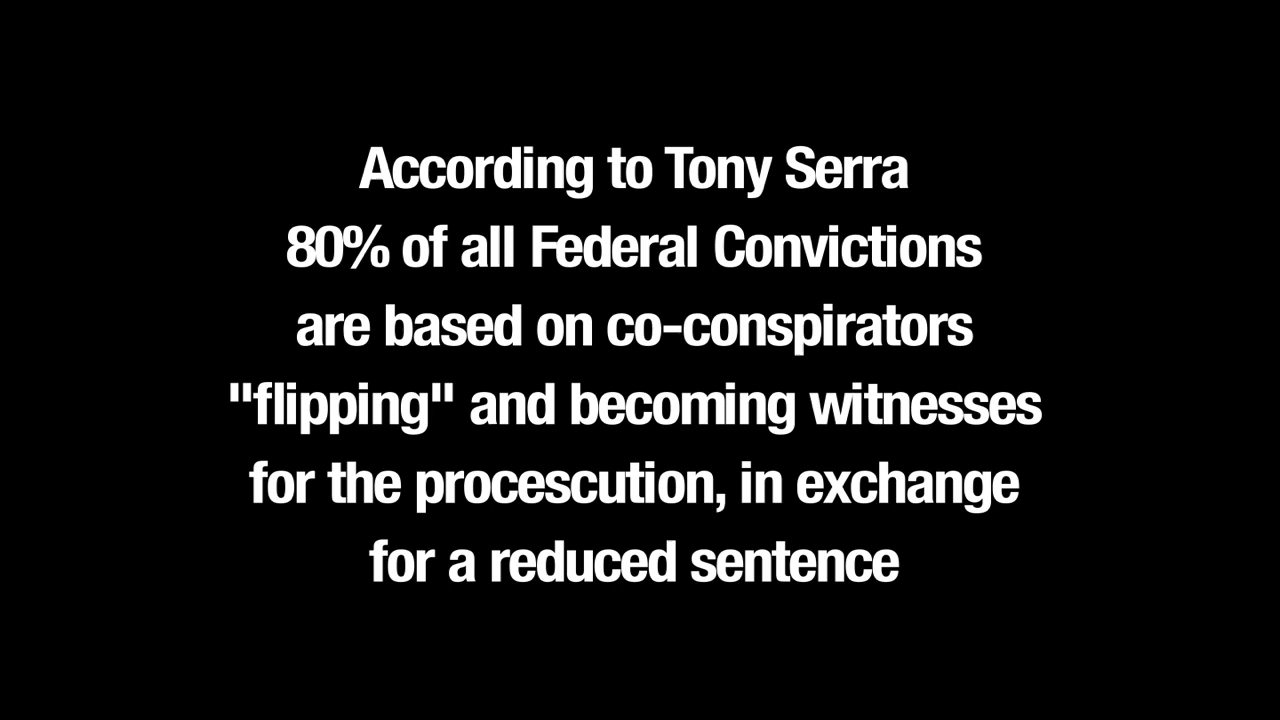 According to Tony Serra
80% of all Federal Convictions
are based on co-conspirators
"flipping" and becoming witnesses
for the procescution, in exchange
for a reduced sentence